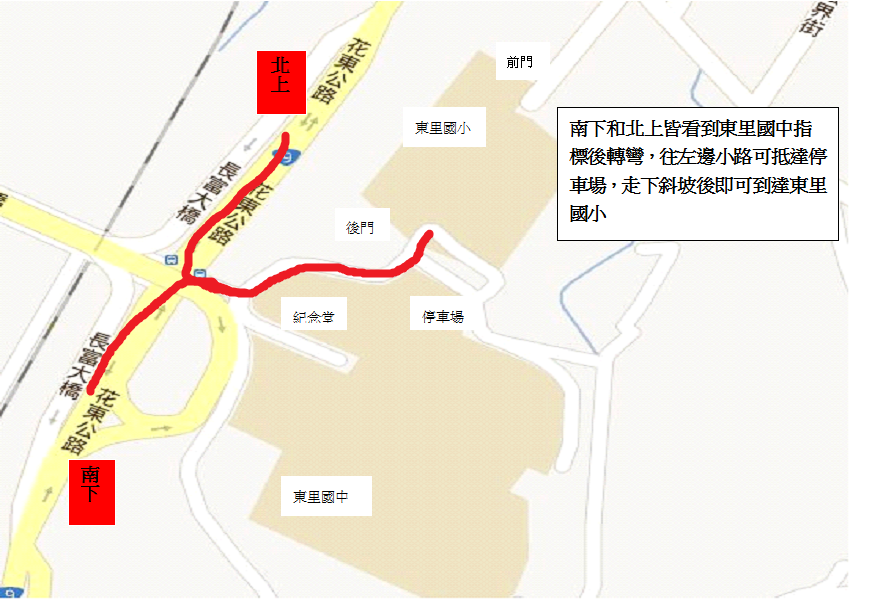 界街
花東公路
北上
前門
東里國小
南下和北上皆看到東里國中指
標後轉彎，往左邊小路可抵達停
車場，走下斜坡後即可到達東里
國小
9
長富大橋
花東公路
後門
紀念堂
停車場
長富大橋
花東公路
南下
東里國中
9